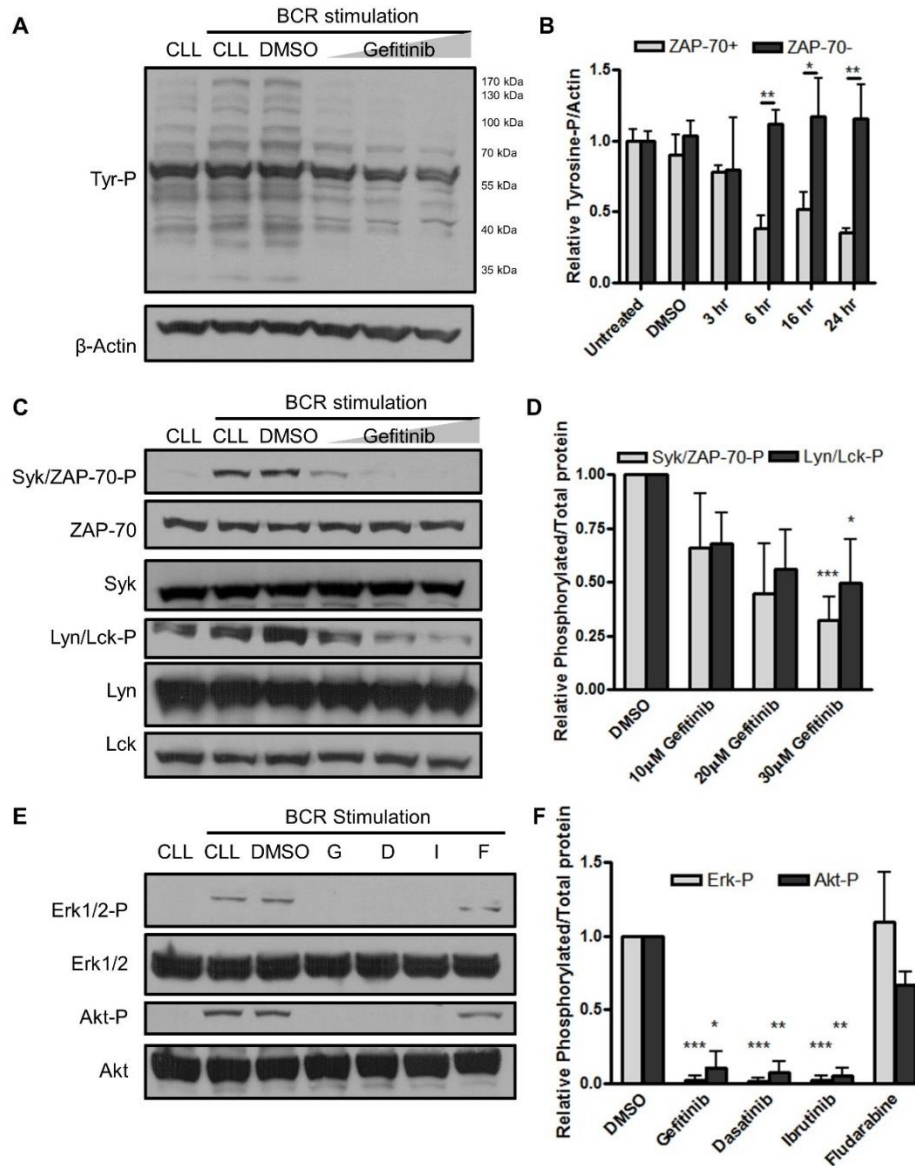 A
BCR stimulation
CLL CLL DMSO Gefitinib
Tyr-P
170 kDa
130 kDa
100 kDa
70 kDa
55 kDa
40 kDa
35 kDa
β-Actin
B
ZAP-70+ ZAP-70-
Relative Tyrosine-P/Actin
1.5
1.0
0.5
0.0
** * **
Untreated DMSO 3 hr 6 hr 16 hr 24 hr
C
BCR stimulation
CLL CLL DMSO Gefitinib
Syk/ZAP-70-P
ZAP-70
Syk
Lyn/Lck-P
Lyn
Lck
D
Syk/ZAP-70-P Lyn/Lck-P
Relative Phosphorylated/Total protein
1.00
0.75
0.50
0.25
0.00
*** *
DMSO 10μM Gefitinib 20μM Gefitinib 30μM Gefitinib
E
BCR Stimulation
CLL CLL DMSO G D I F
Erk1/2-P
Erk1/2
Akt-P
Akt
F
Erk-P Akt-P
Relative Phosphorylated/Total protein
1.5
1.0
0.5
0.0
*** * *** ** *** **
DMSO Gefitinib Dasatinib Ibrutinib Fludarabine